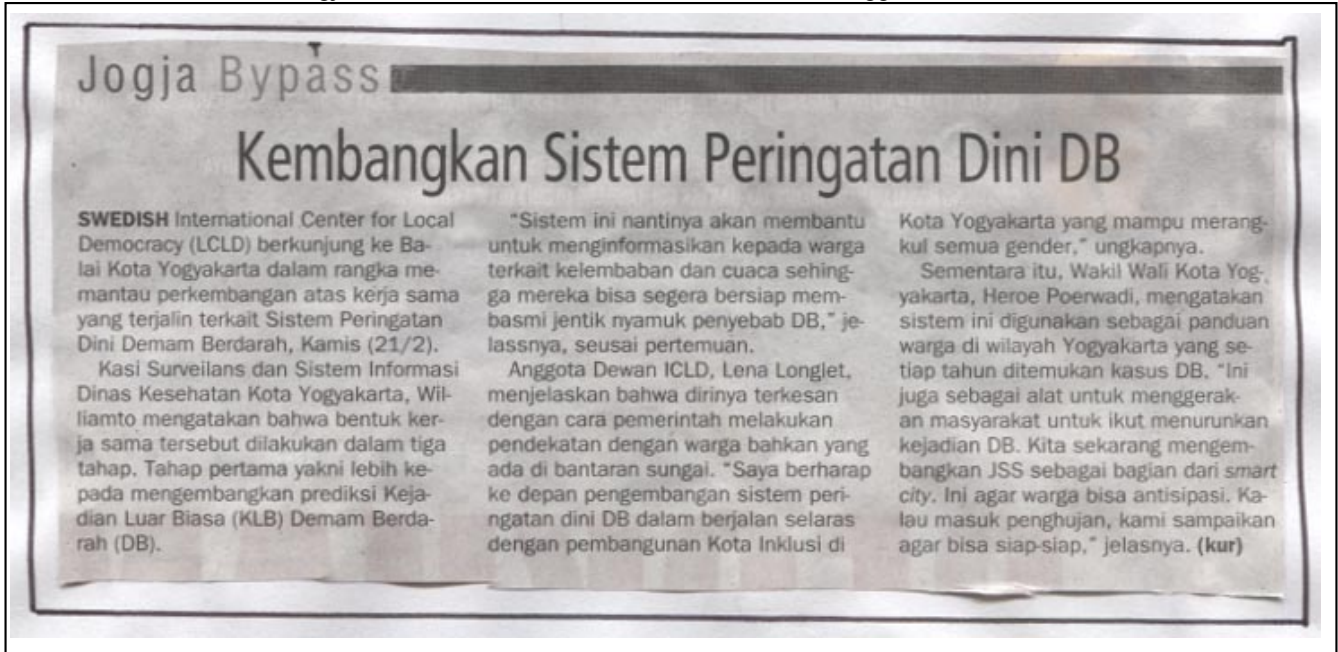 Jogja Bypass
Kembangkan Sistem Peringatan Dini DB
SWEDISH International Center for Local
Democracy (LCLD) berkunjung ke Ba-
lai Kota Yogyakarta dalam rangka me-
mantau perkembangan atas kerja sama
yang terjalin terkait Sistem Peringatan
Dini Demam Berdarah, Kamis (21/2).
Kasi Surveilans dan Sistem Informasi
Dinas Kesehatan Kota Yogyakarta, Wil-
liamto mengatakan bahwa bentuk ker-
ja sama tersebut dilakukan dalam tiga
tahap. Tahap pertama yakni lebih ke-
pada mengembangkan prediksi Keja-
dian Luar Biasa (KLB) Demam Berda-
rah (DB).
"Sistem ini nantinya akan membantu
untuk menginformasikan kepada warga
terkait kelembaban dan cuaca sehing-
ga mereka bisa segera bersiap mem-
basmi jentik nyamuk penyebab DB," je-
lassnya, seusai pertemuan.
Anggota Dewan ICLD, Lena Longlet,
menjelaskan bahwa dirinya terkesan
dengan cara pemerintah melakukan
pendekatan dengan warga bahkan yang
ada di bantaran sungai. "Saya berharap
ke depan pengembangan sistem peri-
ngatan dini DB dalam berjalan selaras
dengan pembangunan Kota Inklusi di
Kota Yogyakarta yang mampu merang-
kul semua gender," ungkapnya.
Sementara itu, Wakil Wali Kota Yog-
yakarta, Heroe Poerwadi, mengatakan
sistem ini digunakan sebagai panduan
warga di wilayah Yogyakarta yang se-
tiap tahun ditemukan kasus DB. "Ini
juga sebagai alat untuk menggerak-
an masyarakat untuk ikut menurunkan
kejadian DB. Kita sekarang mengem-
bangkan JSS sebagai bagian dari smart
city. Ini agar warga bisa antisipasi. Ka-
lau masuk penghujan, kami sampaikan
agar bisa siap-siap," jelasnya. (kur)